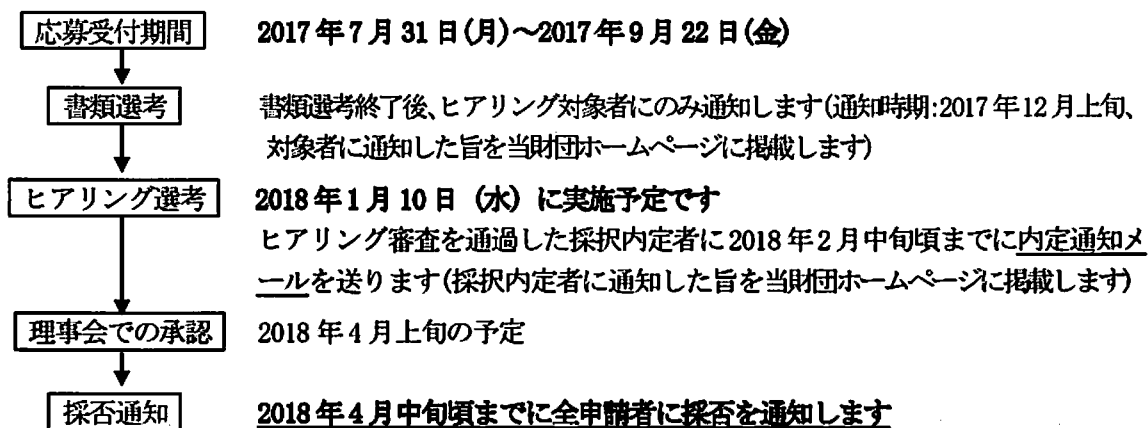 応募受付期間 2017年7月31日(月)～2017年9月22日(金)
書類選考 書類選考終了後、ヒアリング対象者にのみ通知します(通知時期:2017年12月上旬、
対象者に通知した旨を当財団ホームページに掲載します)
ヒアリング選考 2018年1月10日（水）に実施予定です
ヒアリング審査を通過した採択内定者に2018年2月中旬頃までに内定通知メ
ールを送ります(採択内定者に通知した旨を当財団ホームページに掲載します)
理事会での承認 2018年4月上旬の予定
採否通知 2018年4月中旬頃までに全申請者に採否を通知します